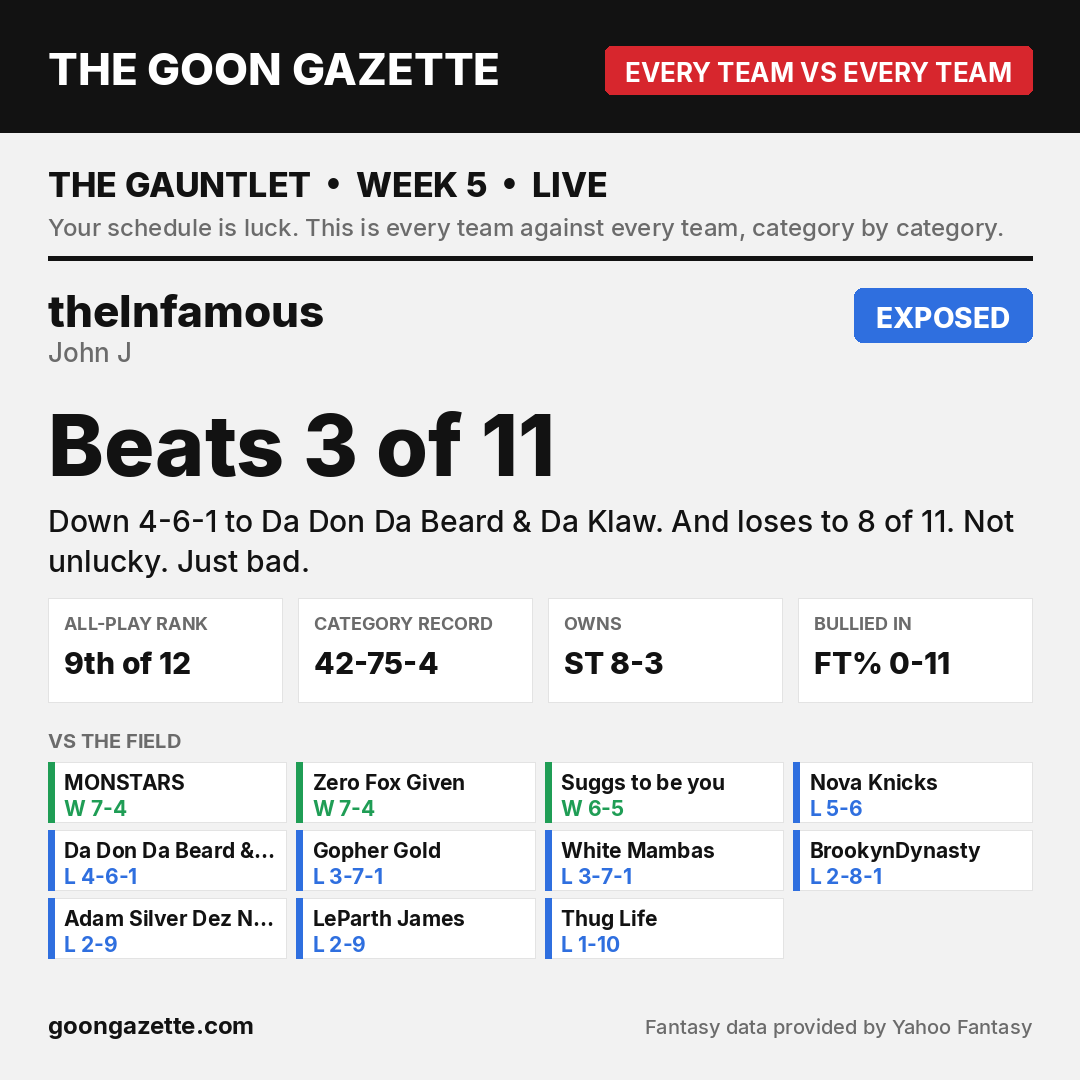 THE GOON GAZETTE
EVERY TEAM VS EVERY TEAM
THE GAUNTLET • WEEK 5 • LIVE
Your schedule is luck. This is every team against every team, category by category.
theInfamous
EXPOSED
John J
Beats 3 of 11
Down 4-6-1 to Da Don Da Beard & Da Klaw. And loses to 8 of 11. Not
unlucky. Just bad.
ALL-PLAY RANK
9th of 12
CATEGORY RECORD
42-75-4
OWNS
ST 8-3
BULLIED IN
FT% 0-11
VS THE FIELD
MONSTARS
W 7-4
Zero Fox Given
W 7-4
Suggs to be you
W 6-5
Nova Knicks
L 5-6
Da Don Da Beard &...
L 4-6-1
Gopher Gold
L 3-7-1
White Mambas
L 3-7-1
BrookynDynasty
L 2-8-1
Adam Silver Dez N...
L 2-9
LeParth James
L 2-9
Thug Life
L 1-10
goongazette.com
Fantasy data provided by Yahoo Fantasy